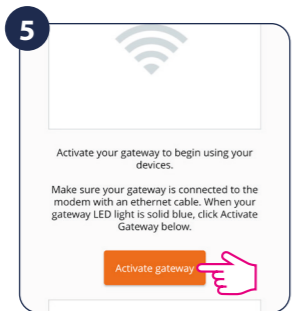 5
Activate your gateway to begin using your
devices.
Make sure your gateway is connected to the
modem with an ethernet cable. When your
gateway LED light is solid blue, click Activate
Gateway below.
Activate gateway